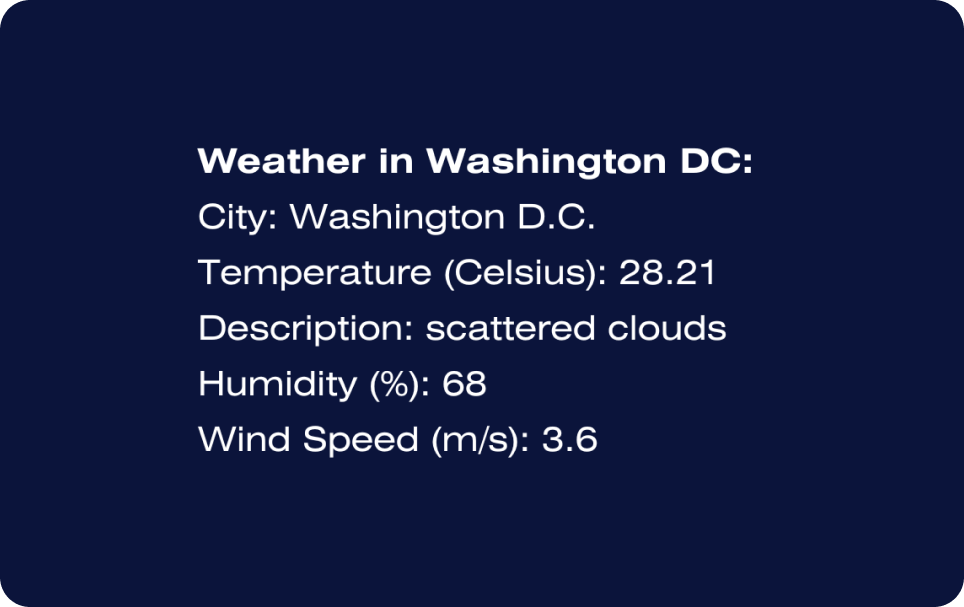 Weather in Washington DC:
City: Washington D.C.
Temperature (Celsius): 28.21
Description: scattered clouds
Humidity (%): 68
Wind Speed (m/s): 3.6